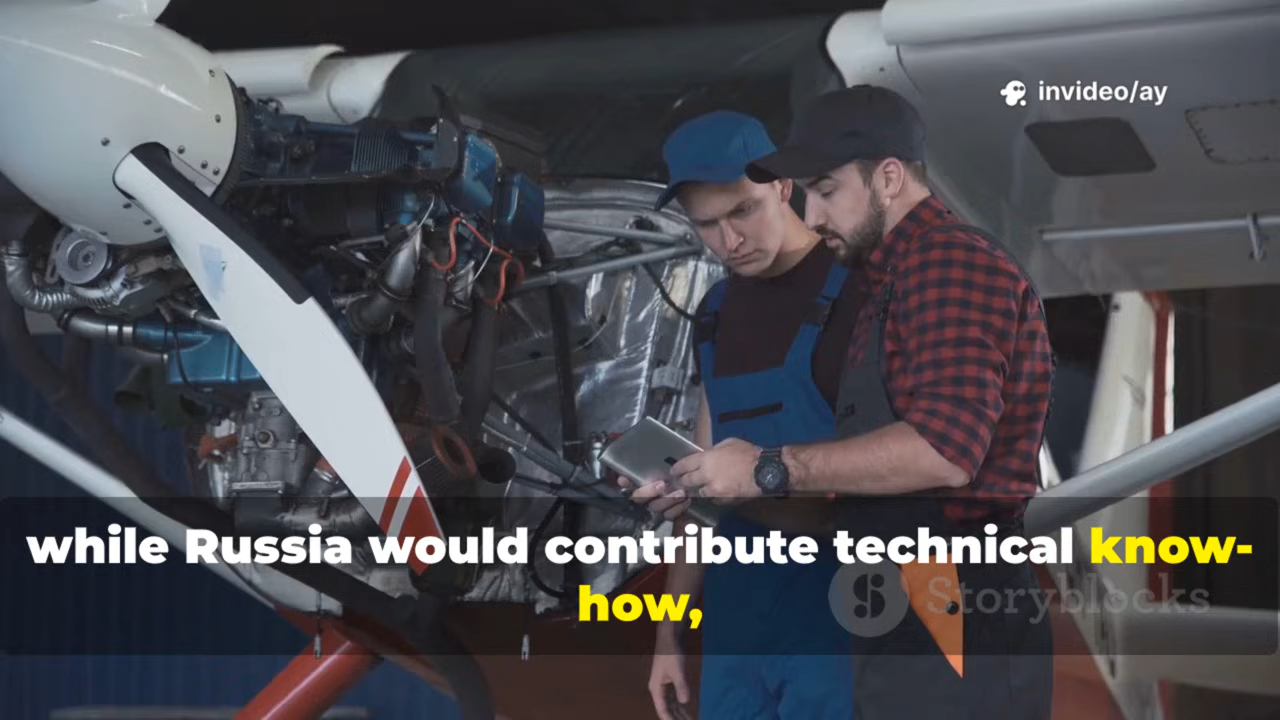 invideo/ay
while Russia would contribute technical know-
how,
Storyblocks